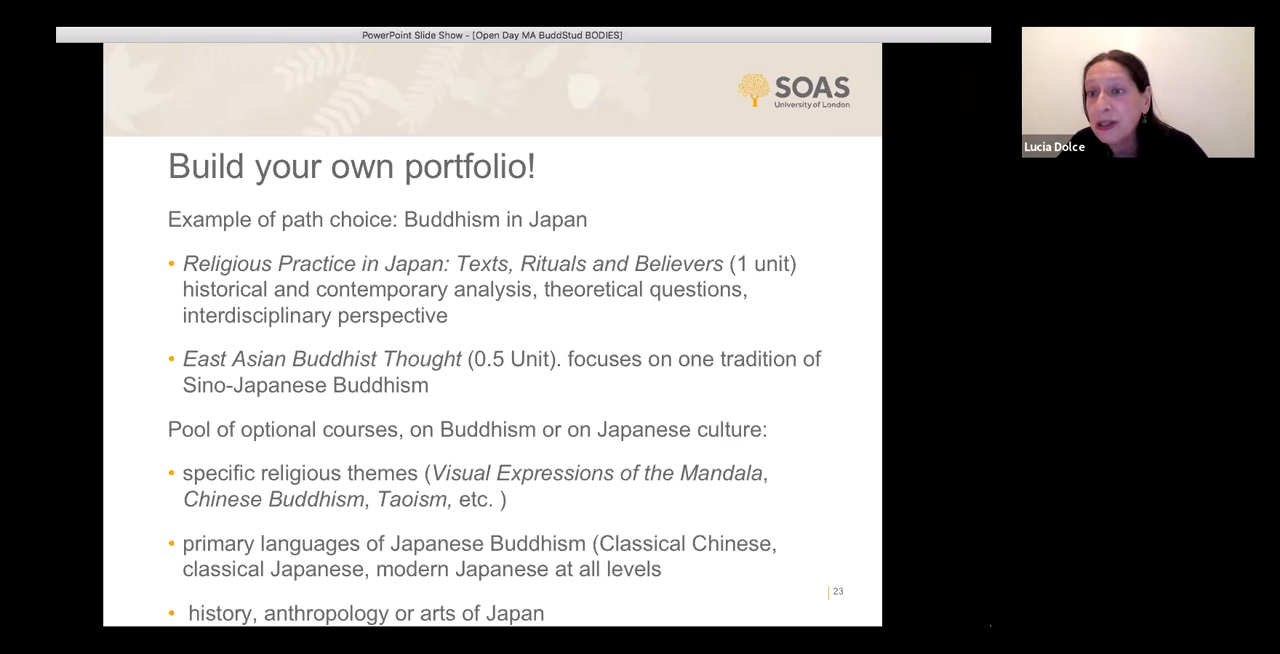 PowerPoint Slide Show - [Open Day MA BuddStud BODIES]
SOAS
University of London
Lucia Dolce
Build your own portfolio!
Example of path choice: Buddhism in Japan
• Religious Practice in Japan: Texts, Rituals and Believers (1 unit)
historical and contemporary analysis, theoretical questions,
interdisciplinary perspective
• East Asian Buddhist Thought (0.5 Unit). focuses on one tradition of
Sino-Japanese Buddhism
Pool of optional courses, on Buddhism or on Japanese culture:
• specific religious themes (Visual Expressions of the Mandala,
Chinese Buddhism, Taoism, etc. )
• primary languages of Japanese Buddhism (Classical Chinese,
classical Japanese, modern Japanese at all levels
23
• history, anthropology or arts of Japan